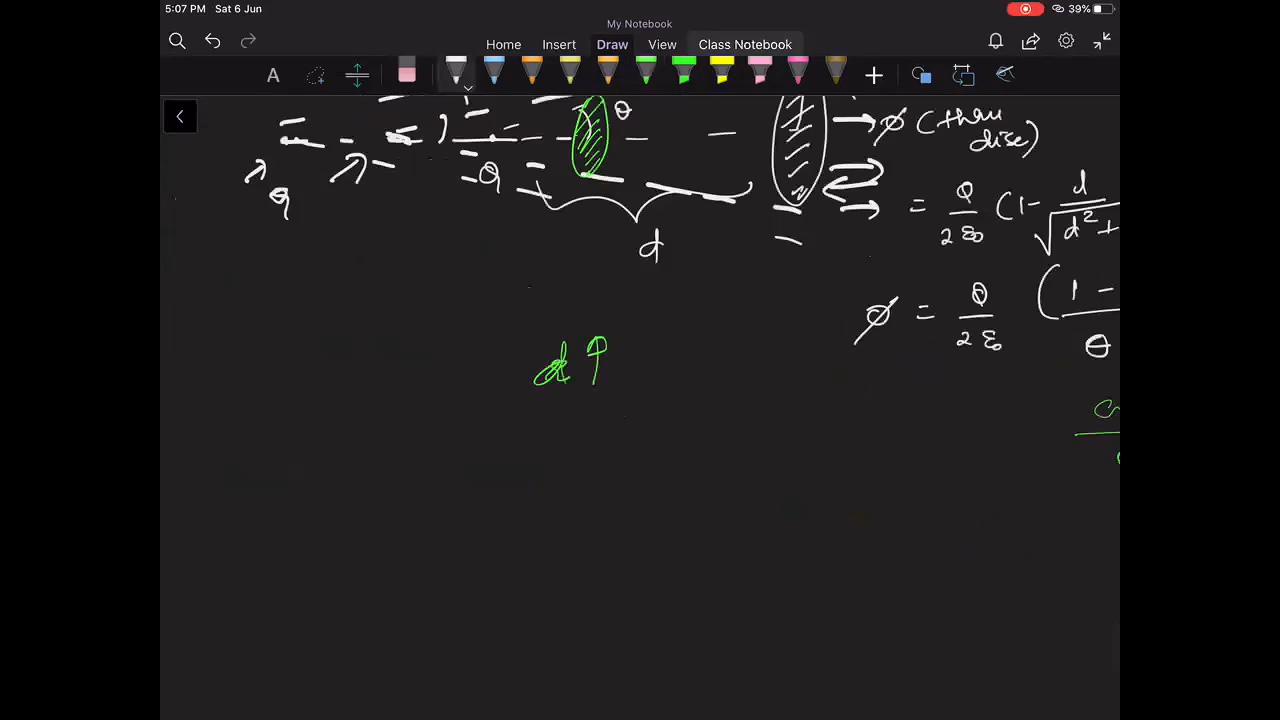 5:07 PM Sat 6 Jun
39%
My Notebook
Home Insert Draw View Class Notebook
A
θ
→ φ (thru disc)
Q
q
d
= Q/2ε₀ (1 - d/√d² +
φ = Q/2ε₀ (1 -
θ
d ↑